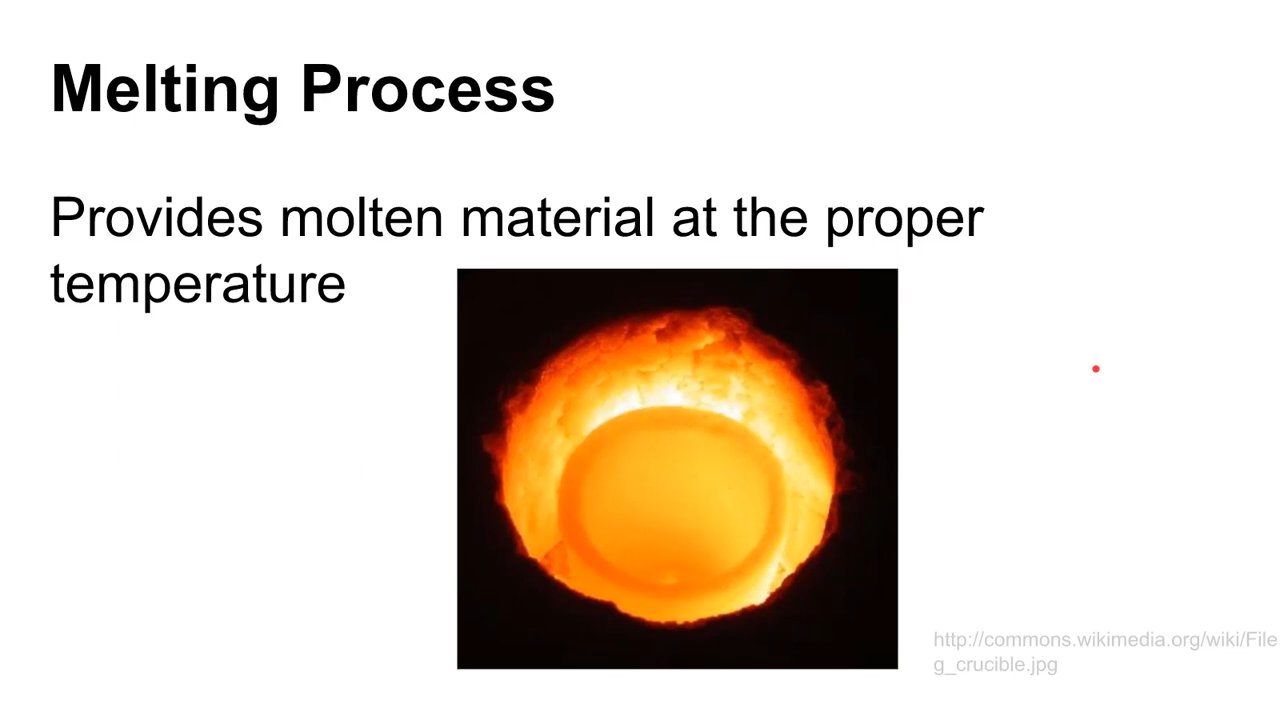 Melting Process
Provides molten material at the proper
temperature
http://commons.wikimedia.org/wiki/File
g_crucible.jpg